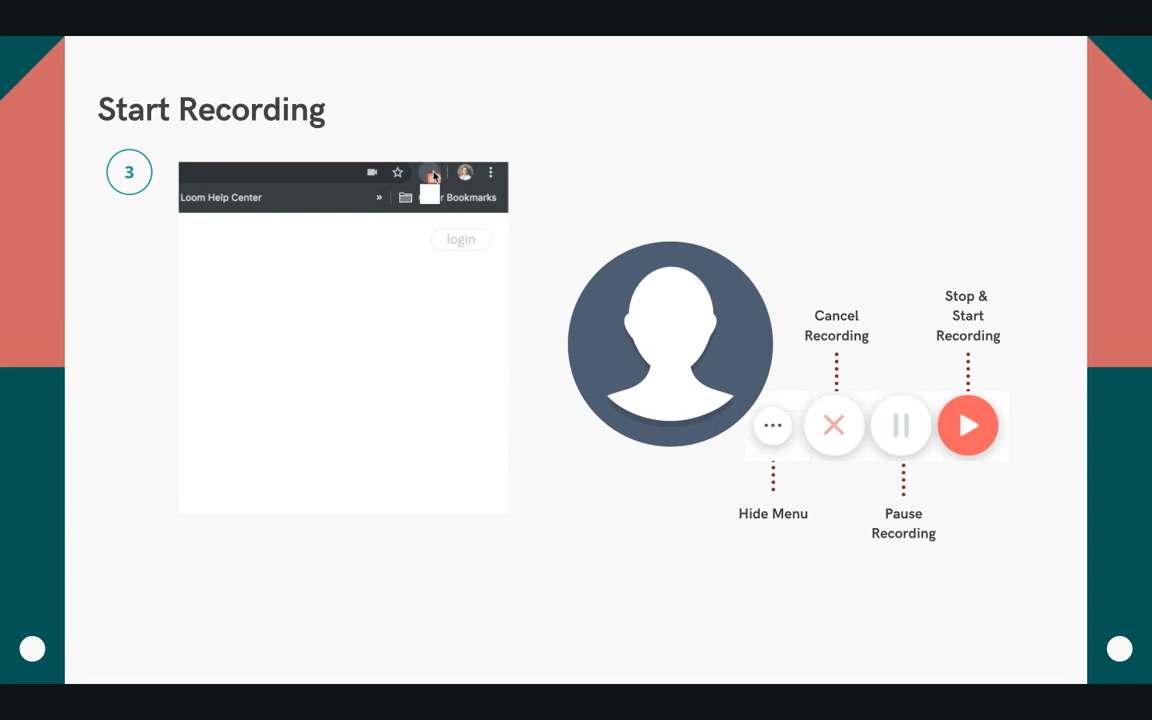 Start Recording
3
Loom Help Center
»
r Bookmarks
login
Cancel
Recording
Stop &
Start
Recording
Hide Menu
Pause
Recording